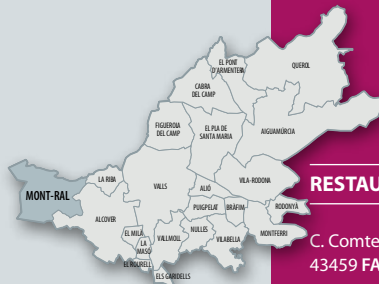 EL PONT
D'ARMENTERA
QUEROL
CABRA
DEL CAMP
FIGUEROLA
DEL CAMP
EL PLA DE
SANTA MARIA
AIGUAMÚRCIA
LA RIBA
MONT-RAL
VALLS
ALIÓ
VILA-RODONA
RESTAU
PUIGPELAT
BRÀFIM
RODONYÀ
ALCOVER
EL MILÀ
LA
MASÓ
VALLMOLL
NULLES
VILABELLA
MONTFERRI
EL ROURELL
ELS GARIDELLS
C. Comte
43459 FA